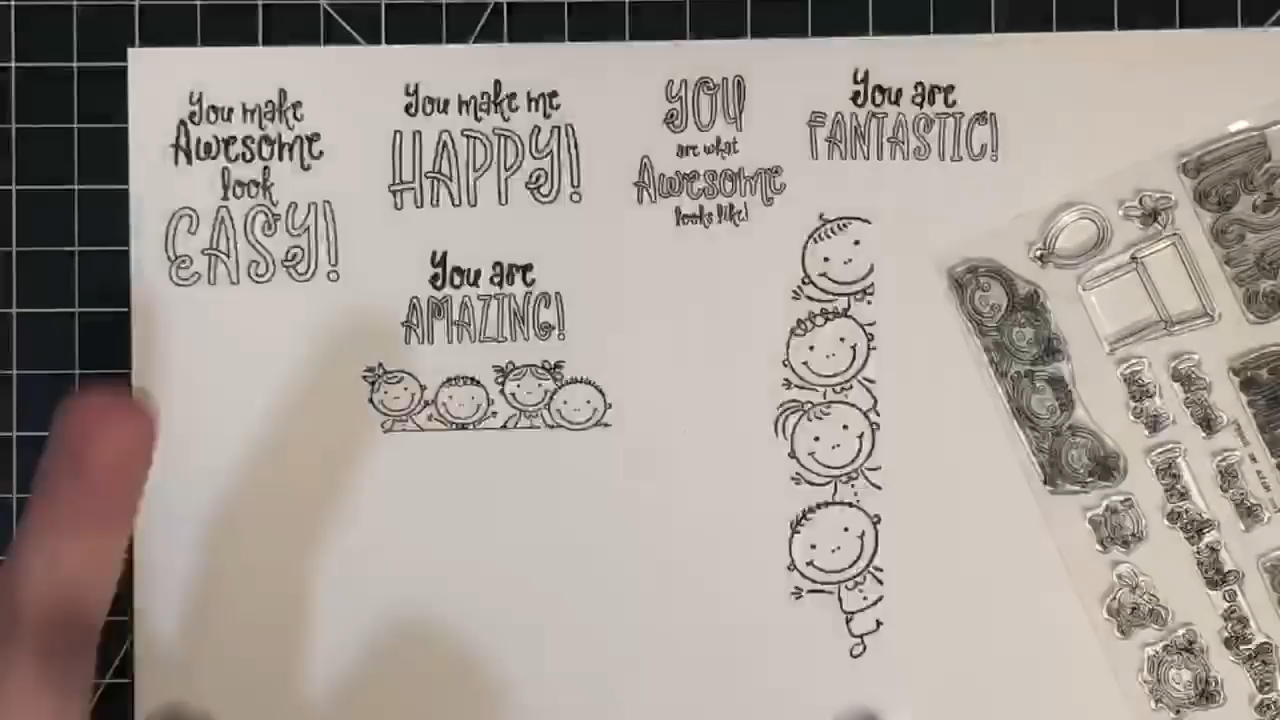 You make
Awesome
look
EASY!
You make me
HAPPY!
YOU
are what
Awesome
looks like!
You are
FANTASTIC!
You are
AMAZING!